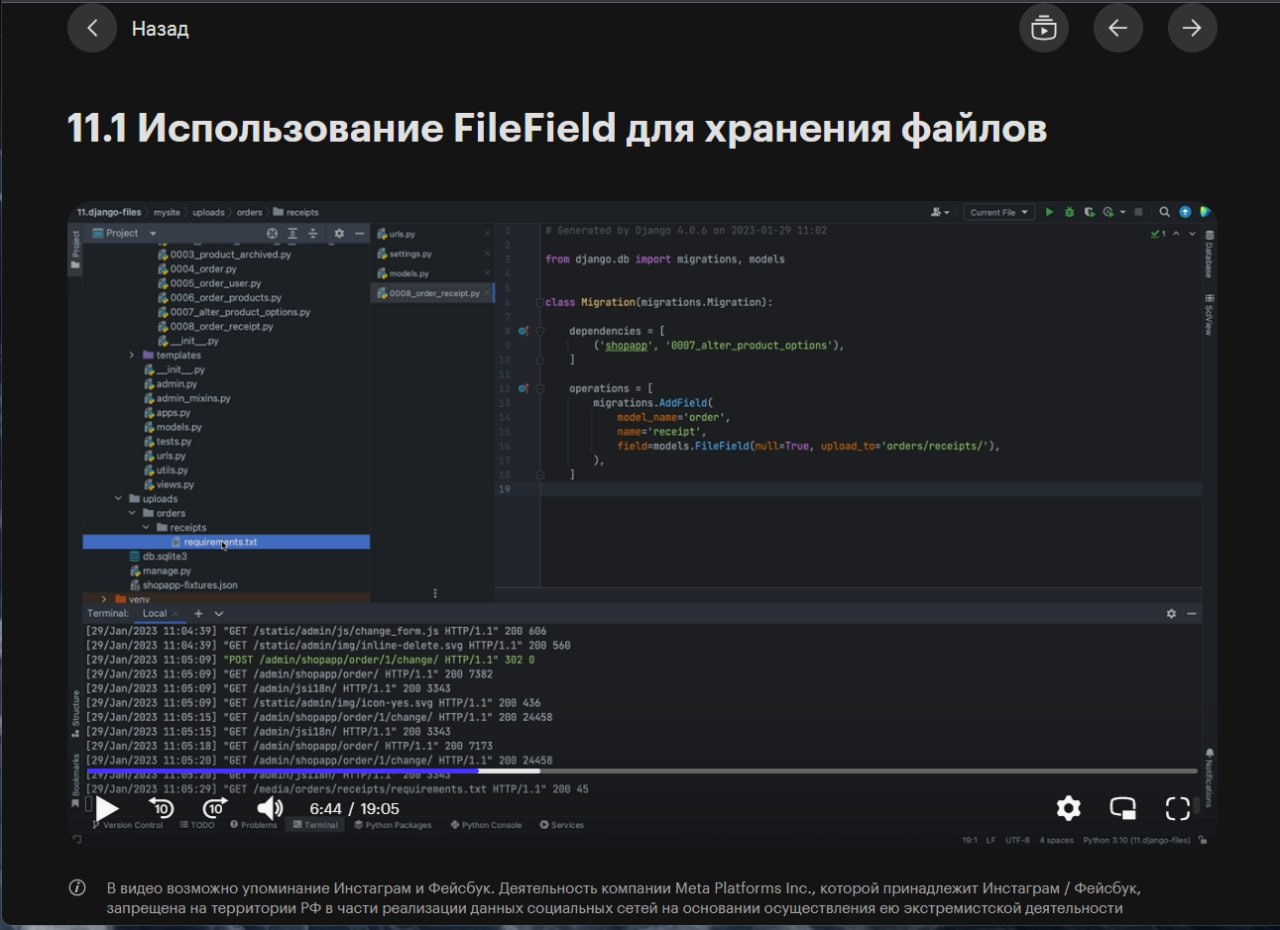 Назад
11.1 Использование FileField для хранения файлов
11.django-files mysite uploads orders receipts
Current File
Project
Project
0003_product_archived.py
0004_order.py
0005_order_user.py
0006_order_products.py
0007_alter_product_options.py
0008_order_receipt.py
__init__.py
templates
__init__.py
admin.py
admin_mixins.py
apps.py
models.py
tests.py
urls.py
utils.py
views.py
uploads
orders
receipts
requirements.txt
db.sqlite3
manage.py
shopapp-fixtures.json
venv
urls.py
settings.py
models.py
0008_order_receipt.py
1 # Generated by Django 4.0.6 on 2023-01-29 11:02
2
3 from django.db import migrations, models
4
5
6 class Migration(migrations.Migration):
7
8 dependencies = [
9 ('shopapp', '0007_alter_product_options'),
10 ]
11
12 operations = [
13 migrations.AddField(
14 model_name='order',
15 name='receipt',
16 field=models.FileField(null=True, upload_to='orders/receipts/'),
17 ),
18 ]
19
1
Database
SciView
Terminal: Local
[29/Jan/2023 11:04:39] "GET /static/admin/js/change_form.js HTTP/1.1" 200 606
[29/Jan/2023 11:04:39] "GET /static/admin/img/inline-delete.svg HTTP/1.1" 200 560
[29/Jan/2023 11:05:09] "POST /admin/shopapp/order/1/change/ HTTP/1.1" 302 0
[29/Jan/2023 11:05:09] "GET /admin/shopapp/order/ HTTP/1.1" 200 7382
[29/Jan/2023 11:05:09] "GET /admin/jsi18n/ HTTP/1.1" 200 3343
[29/Jan/2023 11:05:09] "GET /static/admin/img/icon-yes.svg HTTP/1.1" 200 436
[29/Jan/2023 11:05:15] "GET /admin/shopapp/order/1/change/ HTTP/1.1" 200 24458
[29/Jan/2023 11:05:15] "GET /admin/jsi18n/ HTTP/1.1" 200 3343
[29/Jan/2023 11:05:18] "GET /admin/shopapp/order/ HTTP/1.1" 200 7173
[29/Jan/2023 11:05:20] "GET /admin/shopapp/order/1/change/ HTTP/1.1" 200 24458
[29/Jan/2023 11:05:20] "GET /admin/jsi18n/ HTTP/1.1" 200 3343
[29/Jan/2023 11:05:29] "GET /media/orders/receipts/requirements.txt HTTP/1.1" 200 45
Structure
Bookmarks
Notifications
10 10 6:44 / 19:05
Version Control TODO Problems Terminal Python Packages Python Console Services
19:1 LF UTF-8 4 spaces Python 3.10 (11.django-files)
В видео возможно упоминание Инстаграм и Фейсбук. Деятельность компании Meta Platforms Inc., которой принадлежит Инстаграм / Фейсбук,
запрещена на территории РФ в части реализации данных социальных сетей на основании осуществления ею экстремистской деятельности